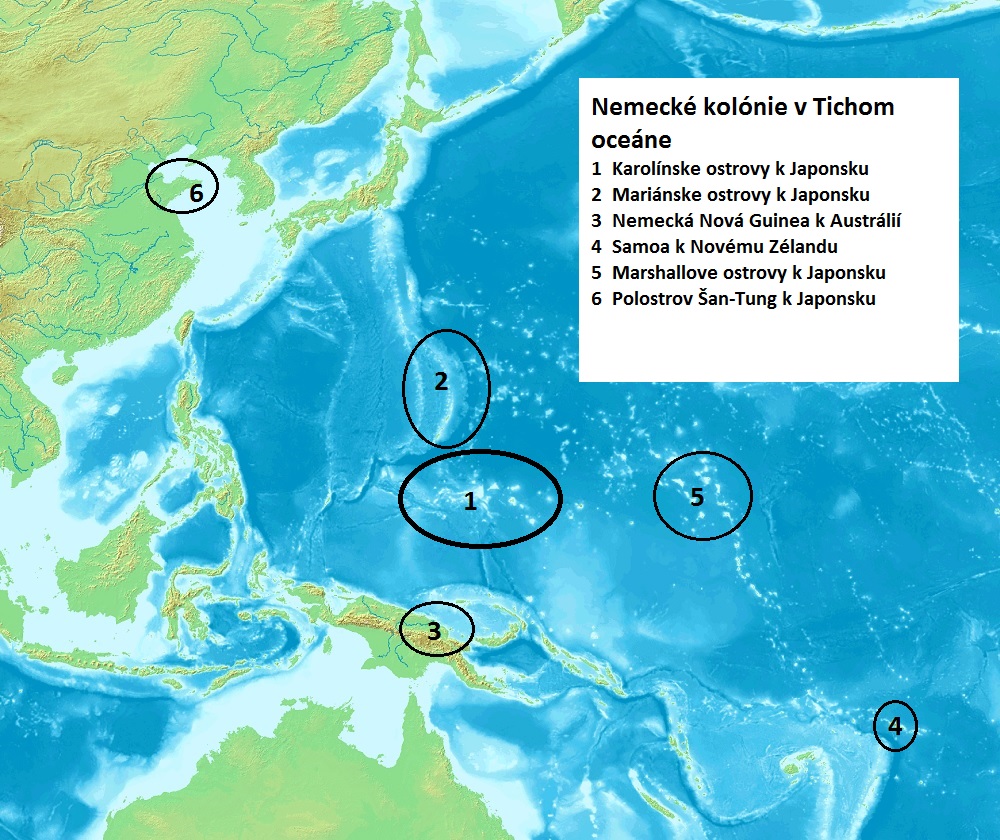 Nemecké kolónie v Tichom
oceáne
1 Karolínske ostrovy k Japonsku
2 Mariánske ostrovy k Japonsku
3 Nemecká Nová Guinea k Austrálií
4 Samoa k Novému Zélandu
5 Marshallove ostrovy k Japonsku
6 Polostrov Šan-Tung k Japonsku
6
2
1
5
3
4